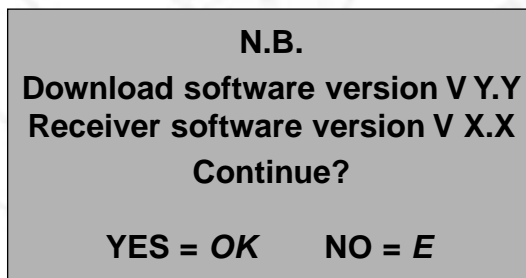 N.B.
Download software version V Y.Y
Receiver software version V X.X
Continue?
YES = OK NO = E